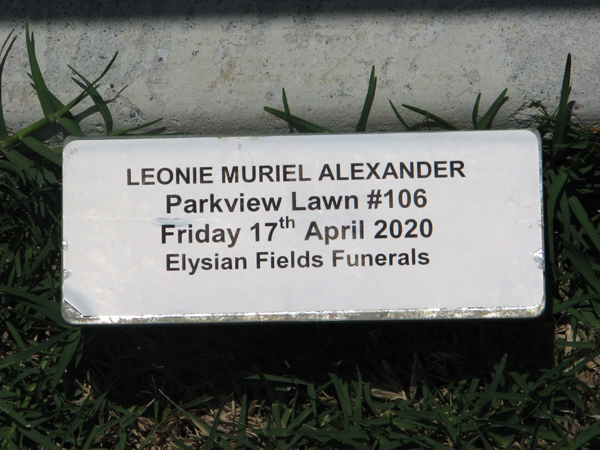 LEONIE MURIEL ALEXANDER
Parkview Lawn #106
Friday 17th April 2020
Elysian Fields Funerals